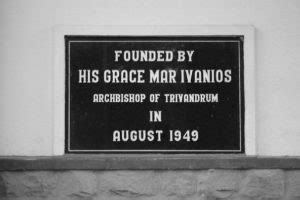 FOUNDED BY
HIS GRACE MAR IVANIOS
ARCHBISHOP OF TRIVANDRUM
IN
AUGUST 1949